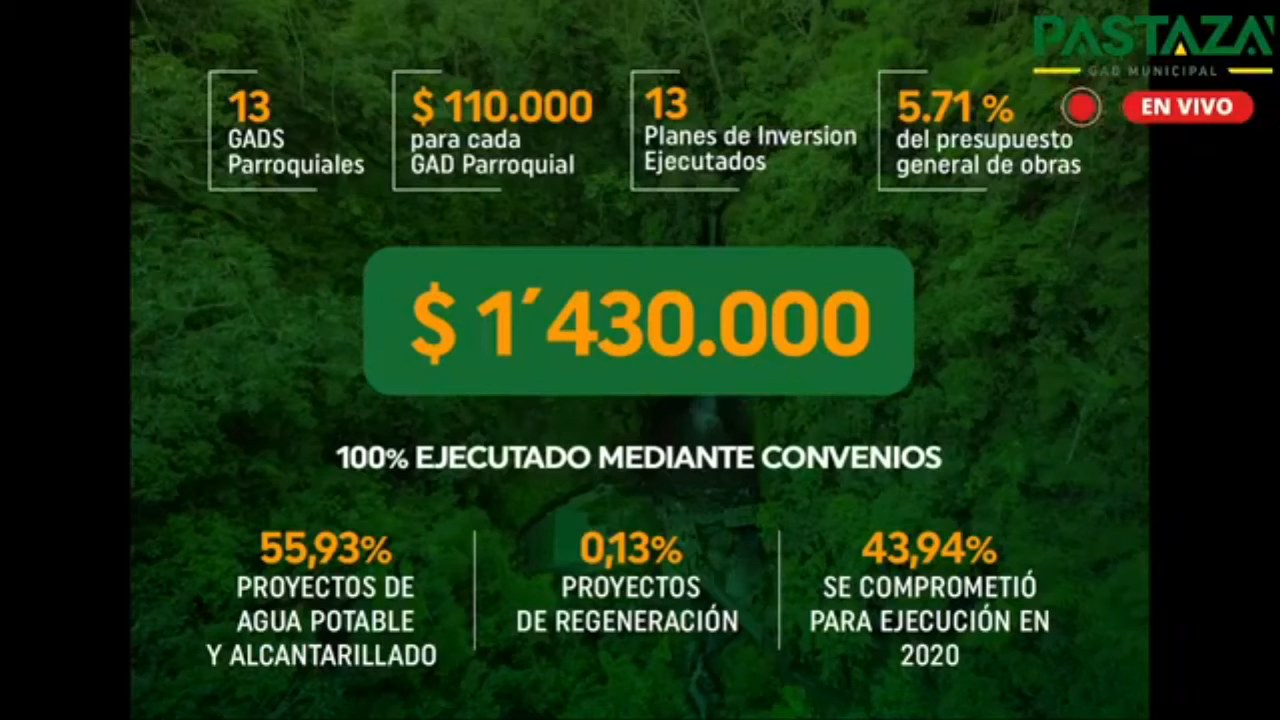 PASTAZA
GAD MUNICIPAL
EN VIVO
13
GADS
Parroquiales
$ 110.000
para cada
GAD Parroquial
13
Planes de Inversion
Ejecutados
5.71 %
del presupuesto
general de obras
$ 1´430.000
100% EJECUTADO MEDIANTE CONVENIOS
55,93%
PROYECTOS DE
AGUA POTABLE
Y ALCANTARILLADO
0,13%
PROYECTOS
DE REGENERACIÓN
43,94%
SE COMPROMETIÓ
PARA EJECUCIÓN EN
2020